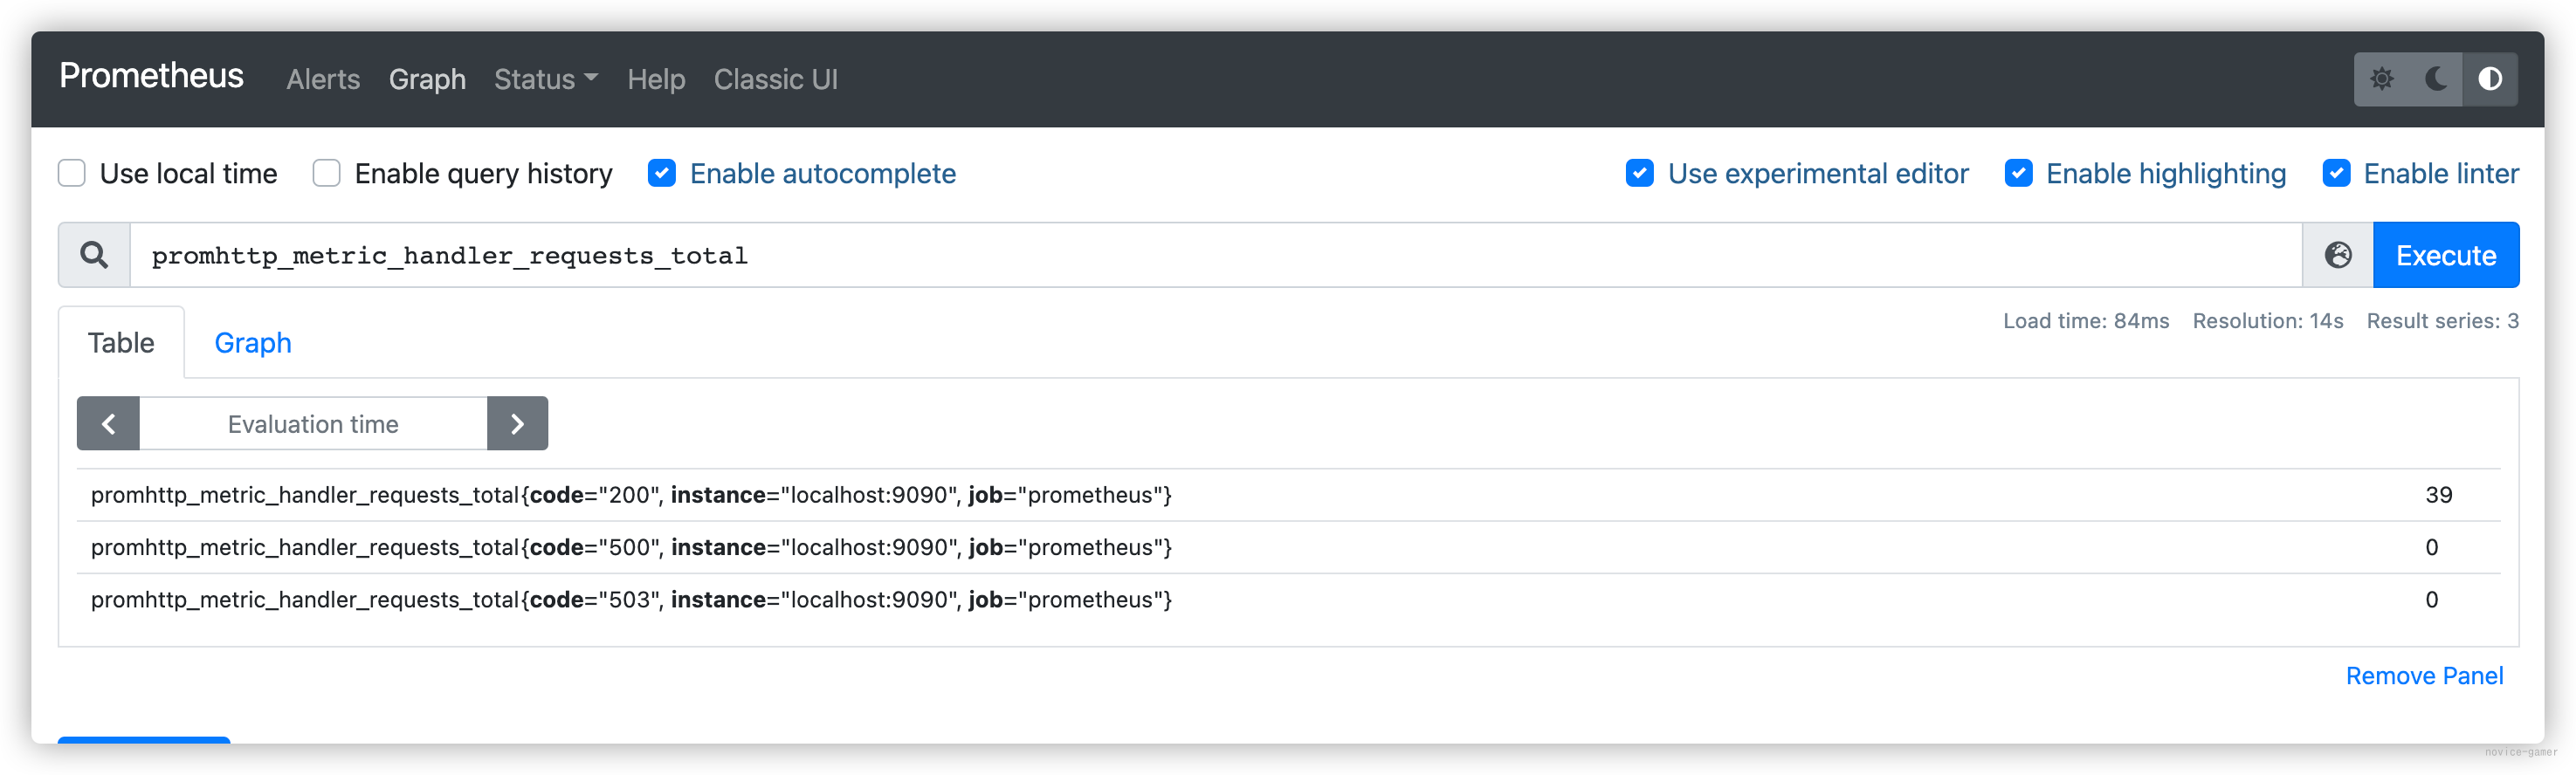 Prometheus Alerts Graph Status Help Classic UI
Use local time Enable query history Enable autocomplete Use experimental editor Enable highlighting Enable linter
promhttp_metric_handler_requests_total Execute
Table Graph Load time: 84ms Resolution: 14s Result series: 3
Evaluation time
promhttp_metric_handler_requests_total{code="200", instance="localhost:9090", job="prometheus"} 39
promhttp_metric_handler_requests_total{code="500", instance="localhost:9090", job="prometheus"} 0
promhttp_metric_handler_requests_total{code="503", instance="localhost:9090", job="prometheus"} 0
Remove Panel
novice-gamer